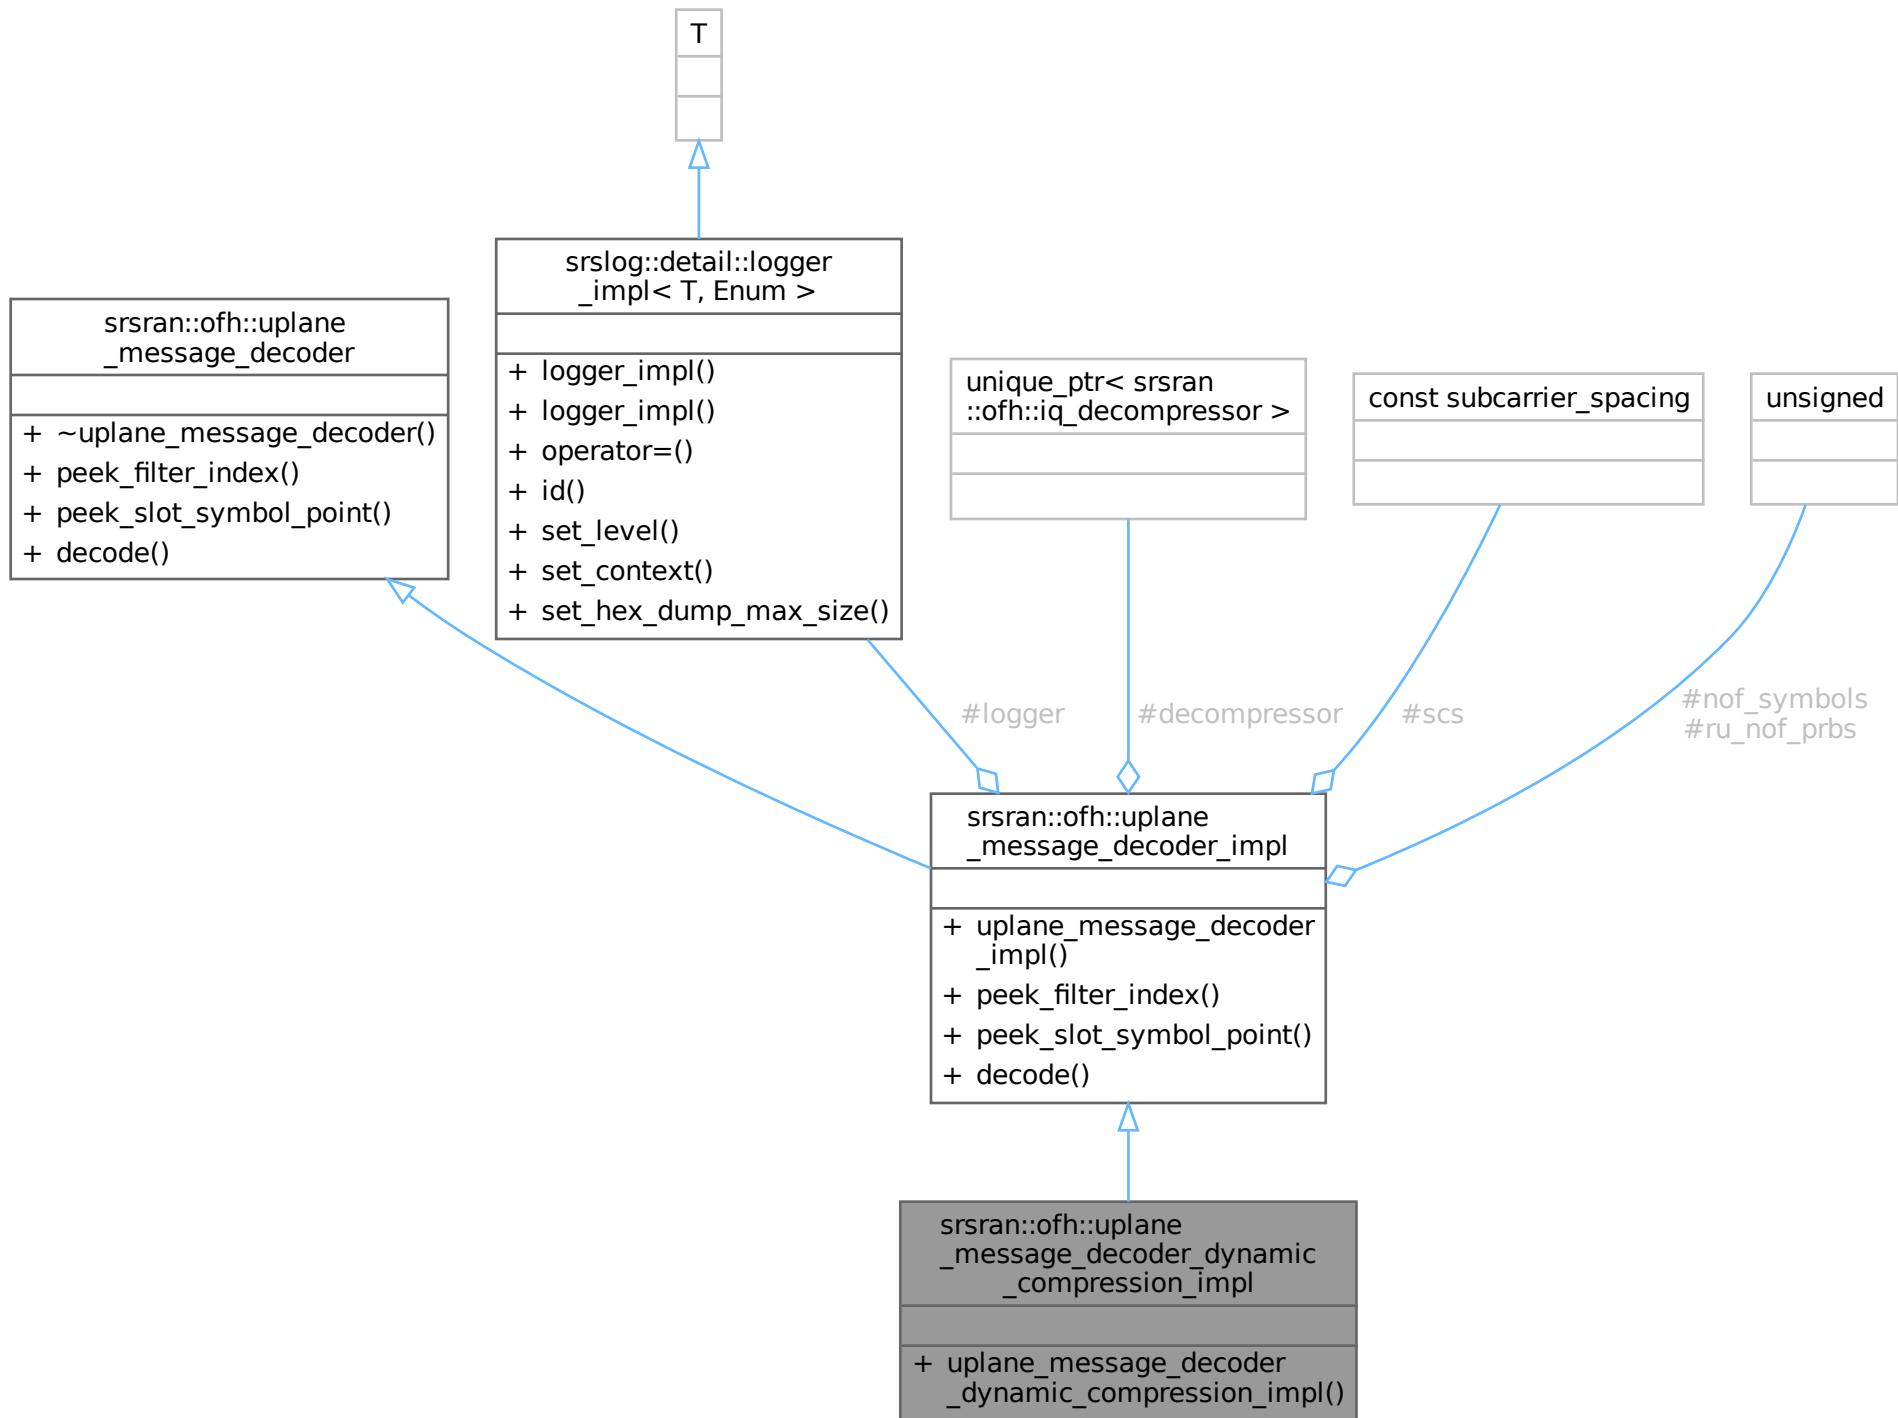 T
srslog::detail::logger
_impl< T, Enum >
+ logger_impl()
+ logger_impl()
+ operator=()
+ id()
+ set_level()
+ set_context()
+ set_hex_dump_max_size()
srsran::ofh::uplane
_message_decoder
+ ~uplane_message_decoder()
+ peek_filter_index()
+ peek_slot_symbol_point()
+ decode()
unique_ptr< srsran
::ofh::iq_decompressor >
const subcarrier_spacing
unsigned
#logger
#decompressor
#scs
#nof_symbols
#ru_nof_prbs
srsran::ofh::uplane
_message_decoder_impl
+ uplane_message_decoder
_impl()
+ peek_filter_index()
+ peek_slot_symbol_point()
+ decode()
srsran::ofh::uplane
_message_decoder_dynamic
_compression_impl
+ uplane_message_decoder
_dynamic_compression_impl()